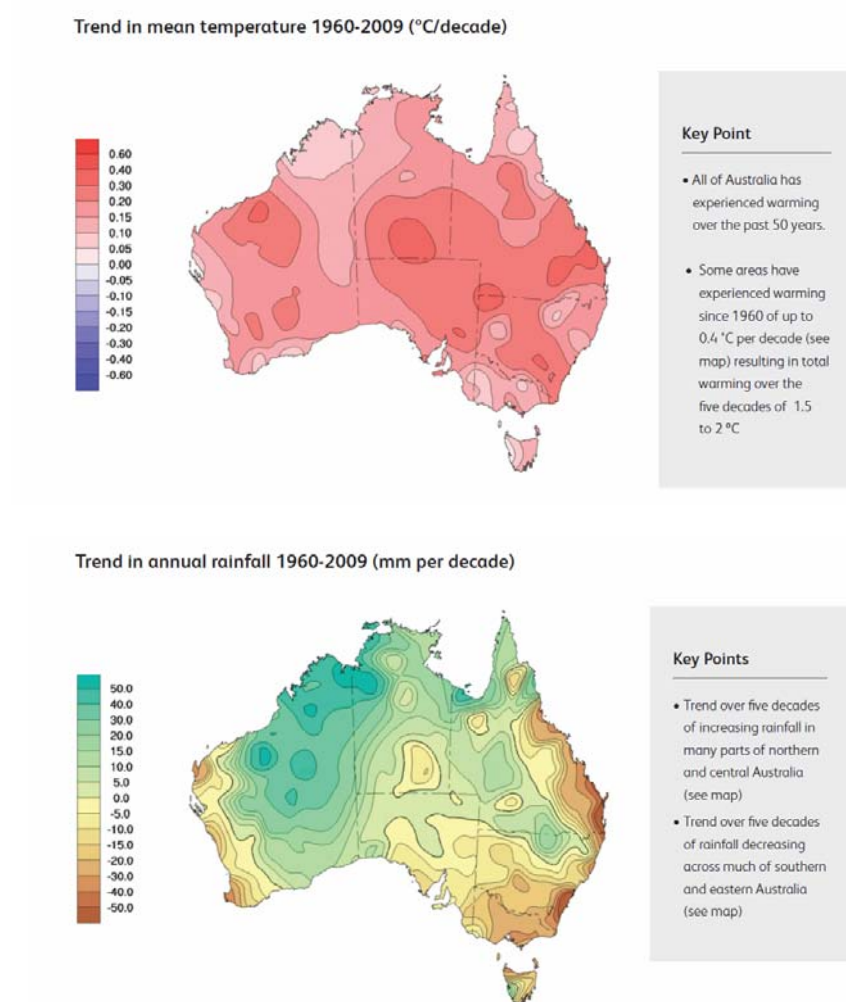 Trend in mean temperature 1960-2009 (°C/decade)
0.60
0.40
0.30
0.20
0.15
0.10
0.05
0.00
-0.05
-0.10
-0.15
-0.20
-0.30
-0.40
-0.60
Key Point
• All of Australia has
experienced warming
over the past 50 years.
• Some areas have
experienced warming
since 1960 of up to
0.4 °C per decade (see
map) resulting in total
warming over the
five decades of 1.5
to 2 °C
Trend in annual rainfall 1960-2009 (mm per decade)
50.0
40.0
30.0
20.0
15.0
10.0
5.0
0.0
-5.0
-10.0
-15.0
-20.0
-30.0
-40.0
-50.0
Key Points
• Trend over five decades
of increasing rainfall in
many parts of northern
and central Australia
(see map)
• Trend over five decades
of rainfall decreasing
across much of southern
and eastern Australia
(see map)